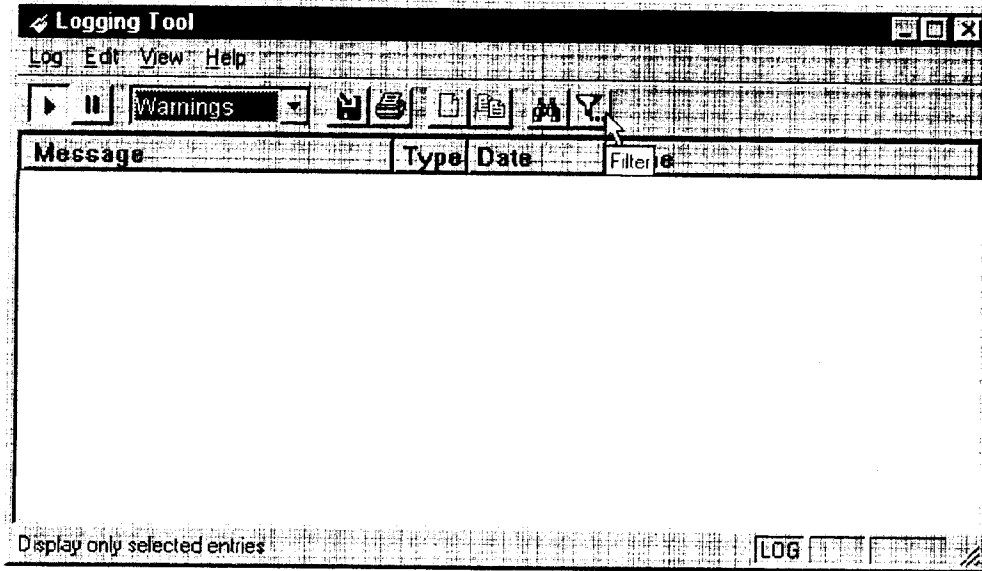 Logging Tool
Log Edit View Help
Warnings
Message Type Date
Filter
Display only selected entries
LOG